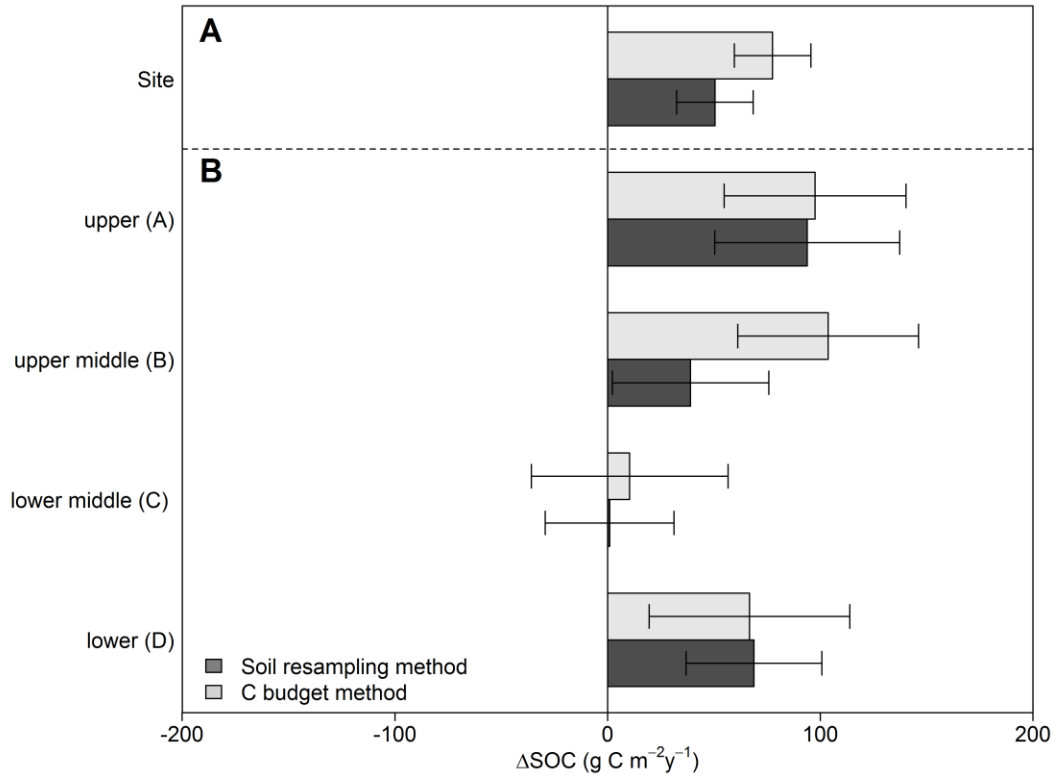 A
Site
B
upper (A)
upper middle (B)
lower middle (C)
lower (D)
Soil resampling method
C budget method
-200 -100 0 100 200
ΔSOC (g C m⁻²y⁻¹)